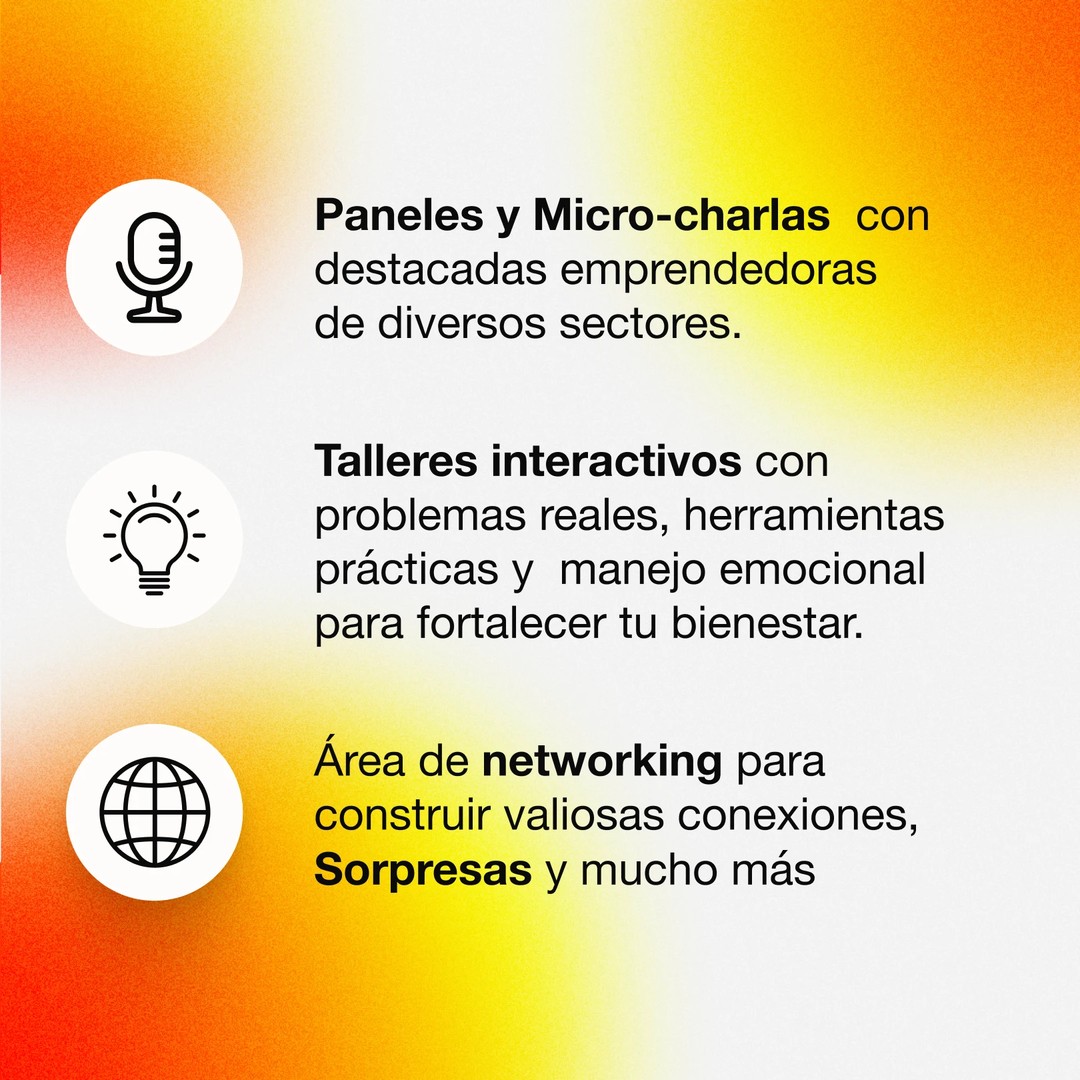 Paneles y Micro-charlas  con
destacadas emprendedoras
de diversos sectores.
Talleres interactivos con
problemas reales, herramientas
prácticas y  manejo emocional
para fortalecer tu bienestar.
Área de networking para
construir valiosas conexiones,
Sorpresas y mucho más